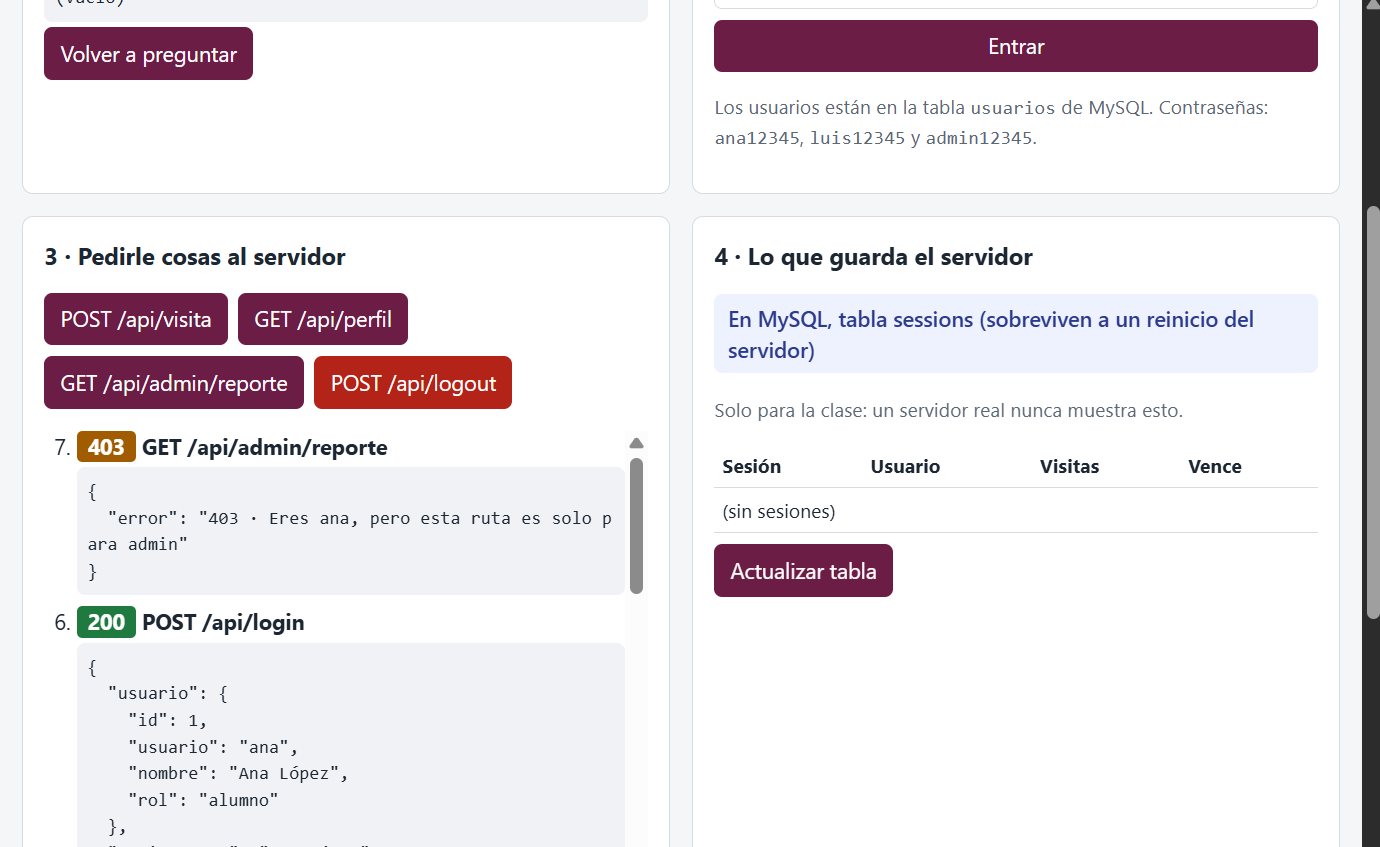 (vacío)
Volver a preguntar
Entrar
Los usuarios están en la tabla usuarios de MySQL. Contraseñas:
ana12345, luis12345 y admin12345.
3 · Pedirle cosas al servidor
POST /api/visita
GET /api/perfil
GET /api/admin/reporte
POST /api/logout
7. 403 GET /api/admin/reporte
{
"error": "403 · Eres ana, pero esta ruta es solo p
ara admin"
}
6. 200 POST /api/login
{
"usuario": {
"id": 1,
"usuario": "ana",
"nombre": "Ana López",
"rol": "alumno"
},
4 · Lo que guarda el servidor
En MySQL, tabla sessions (sobreviven a un reinicio del
servidor)
Solo para la clase: un servidor real nunca muestra esto.
Sesión Usuario Visitas Vence
(sin sesiones)
Actualizar tabla